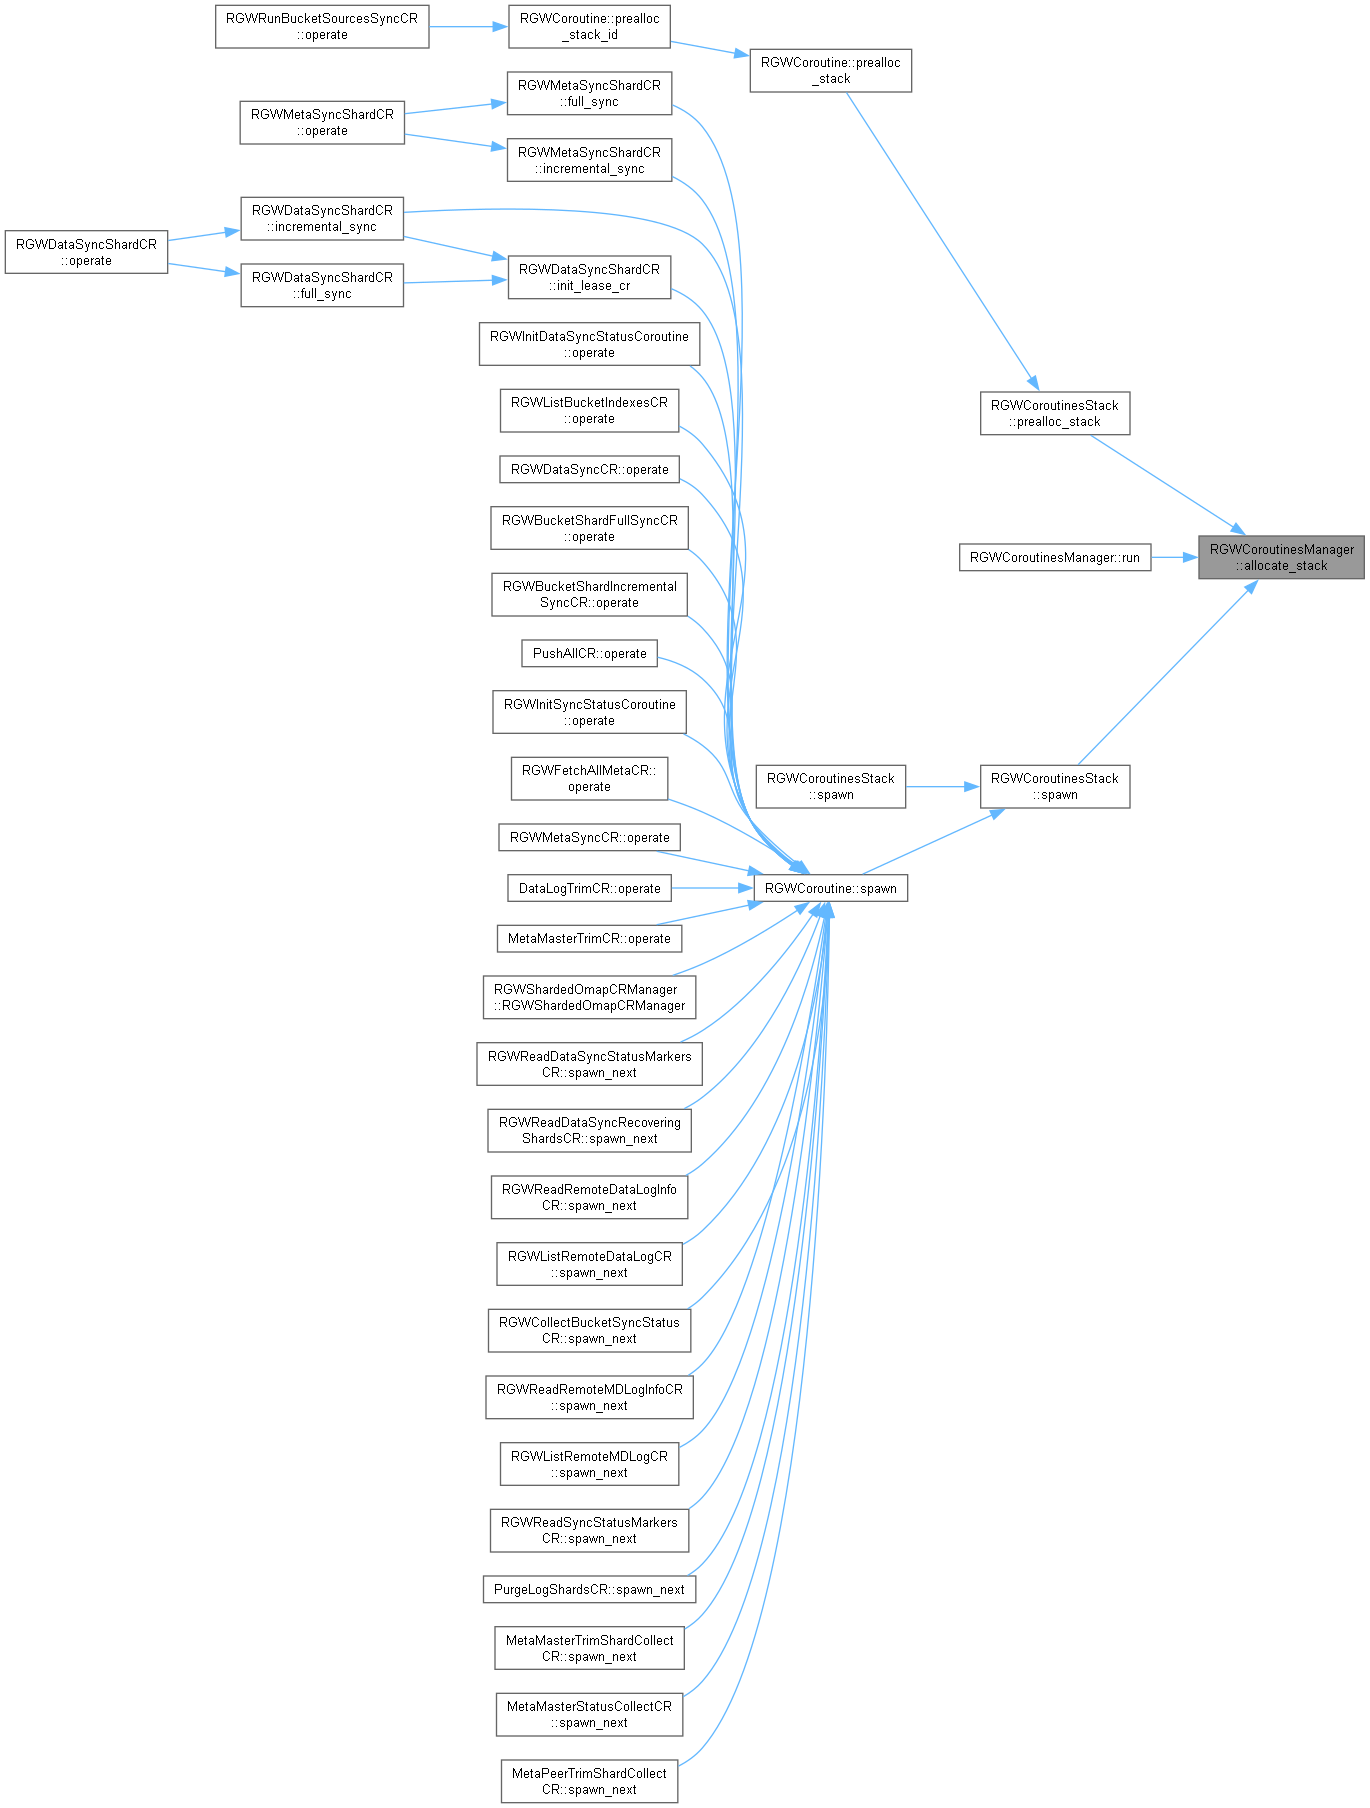 RGWRunBucketSourcesSyncCR
::operate
RGWCoroutine::prealloc
_stack_id
RGWCoroutine::prealloc
_stack
RGWMetaSyncShardCR
::full_sync
RGWMetaSyncShardCR
::operate
RGWMetaSyncShardCR
::incremental_sync
RGWDataSyncShardCR
::incremental_sync
RGWDataSyncShardCR
::operate
RGWDataSyncShardCR
::full_sync
RGWDataSyncShardCR
::init_lease_cr
RGWInitDataSyncStatusCoroutine
::operate
RGWListBucketIndexesCR
::operate
RGWCoroutinesStack
::prealloc_stack
RGWDataSyncCR::operate
RGWBucketShardFullSyncCR
::operate
RGWCoroutinesManager::run
RGWCoroutinesManager
::allocate_stack
RGWBucketShardIncremental
SyncCR::operate
PushAllCR::operate
RGWInitSyncStatusCoroutine
::operate
RGWFetchAllMetaCR::
operate
RGWCoroutinesStack
::spawn
RGWCoroutinesStack
::spawn
RGWMetaSyncCR::operate
DataLogTrimCR::operate
RGWCoroutine::spawn
MetaMasterTrimCR::operate
RGWShardedOmapCRManager
::RGWShardedOmapCRManager
RGWReadDataSyncStatusMarkers
CR::spawn_next
RGWReadDataSyncRecovering
ShardsCR::spawn_next
RGWReadRemoteDataLogInfo
CR::spawn_next
RGWListRemoteDataLogCR
::spawn_next
RGWCollectBucketSyncStatus
CR::spawn_next
RGWReadRemoteMDLogInfoCR
::spawn_next
RGWListRemoteMDLogCR
::spawn_next
RGWReadSyncStatusMarkers
CR::spawn_next
PurgeLogShardsCR::spawn_next
MetaMasterTrimShardCollect
CR::spawn_next
MetaMasterStatusCollectCR
::spawn_next
MetaPeerTrimShardCollect
CR::spawn_next